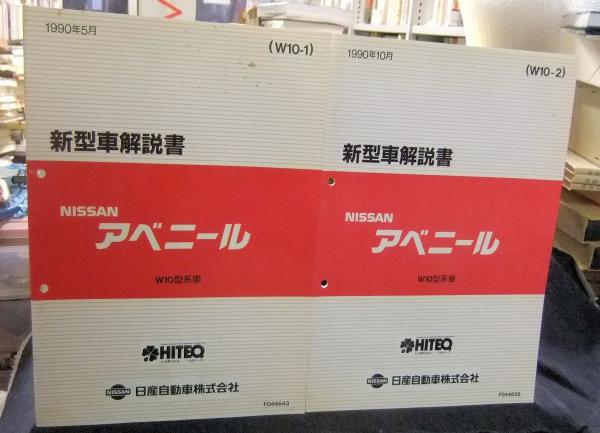 1990年5月
(W10-1)
新型車解説書
NISSAN
アベニール
W10型系車
HITEQ
NISSAN
日産自動車株式会社
F044643
1990年10月
(W10-2)
新型車解説書
NISSAN
アベニール
W10型系車
HITEQ
NISSAN
日産自動車株式会社
F044656